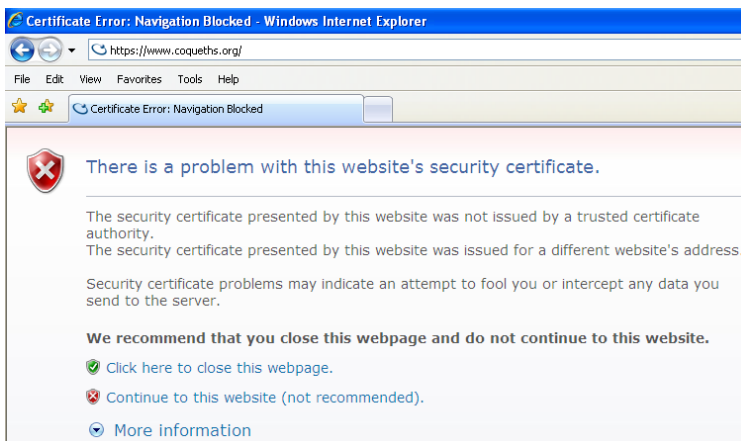 Certificate Error: Navigation Blocked - Windows Internet Explorer
https://www.coqueths.org/
File Edit View Favorites Tools Help
Certificate Error: Navigation Blocked
There is a problem with this website's security certificate.
The security certificate presented by this website was not issued by a trusted certificate
authority.
The security certificate presented by this website was issued for a different website's address.
Security certificate problems may indicate an attempt to fool you or intercept any data you
send to the server.
We recommend that you close this webpage and do not continue to this website.
Click here to close this webpage.
Continue to this website (not recommended).
More information